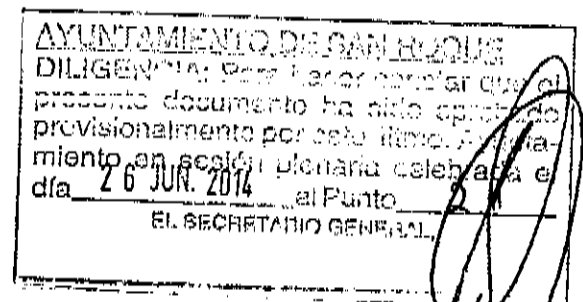 AYUNTAMIENTO DE SAN ROQUE
DILIGENCIA: Para hacer constar que el
presente documento ha sido aprobado
provisionalmente por este Iltmo. Ayunta-
miento en sesión plenaria celebrada el
día 26 JUN. 2014 al Punto 2
EL SECRETARIO GENERAL,